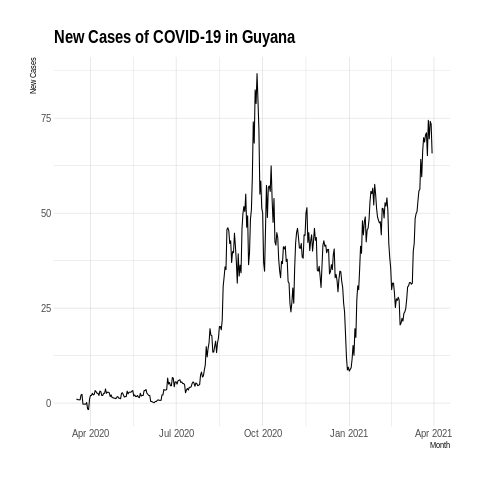 New Cases of COVID-19 in Guyana
New Cases
75
50
25
0
Apr 2020
Jul 2020
Oct 2020
Jan 2021
Apr 2021
Month